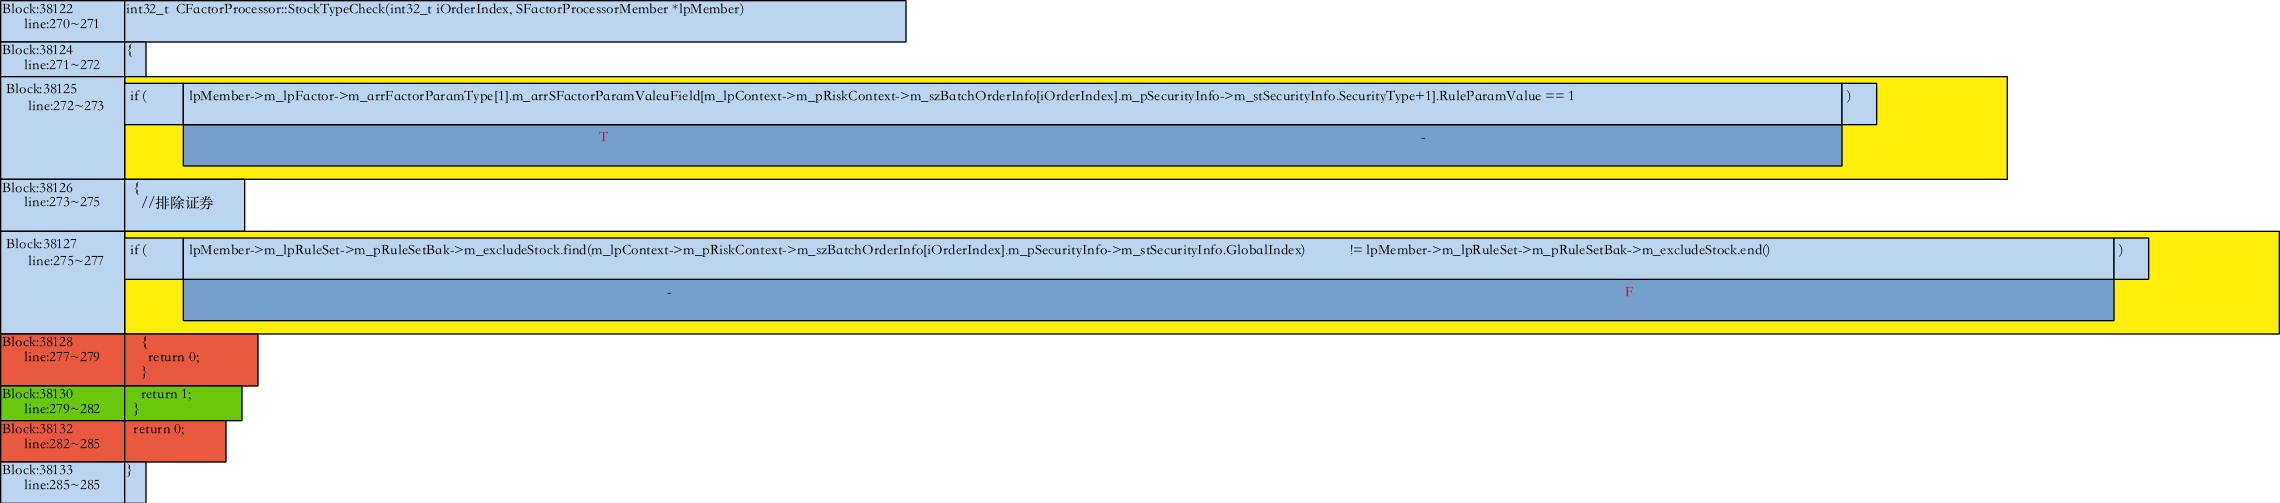 Block:38122 int32_t CFactorProcessor::StockTypeCheck(int32_t iOrderIndex, SFactorProcessorMember *lpMember)
line:270~271
Block:38124 {
line:271~272
Block:38125 if ( lpMember->m_lpFactor->m_arrFactorParamType[1].m_arrSFactorParamValeuField[m_lpContext->m_pRiskContext->m_szBatchOrderInfo[iOrderIndex].m_pSecurityInfo->m_stSecurityInfo.SecurityType+1].RuleParamValue == 1 )
line:272~273
T -
Block:38126 {
line:273~275 //排除证券
Block:38127 if ( lpMember->m_lpRuleSet->m_pRuleSetBak->m_excludeStock.find(m_lpContext->m_pRiskContext->m_szBatchOrderInfo[iOrderIndex].m_pSecurityInfo->m_stSecurityInfo.GlobalIndex) != lpMember->m_lpRuleSet->m_pRuleSetBak->m_excludeStock.end() )
line:275~277
- F
Block:38128 {
line:277~279 return 0;
}
Block:38130 return 1;
line:279~282 }
Block:38132 return 0;
line:282~285
Block:38133 }
line:285~285